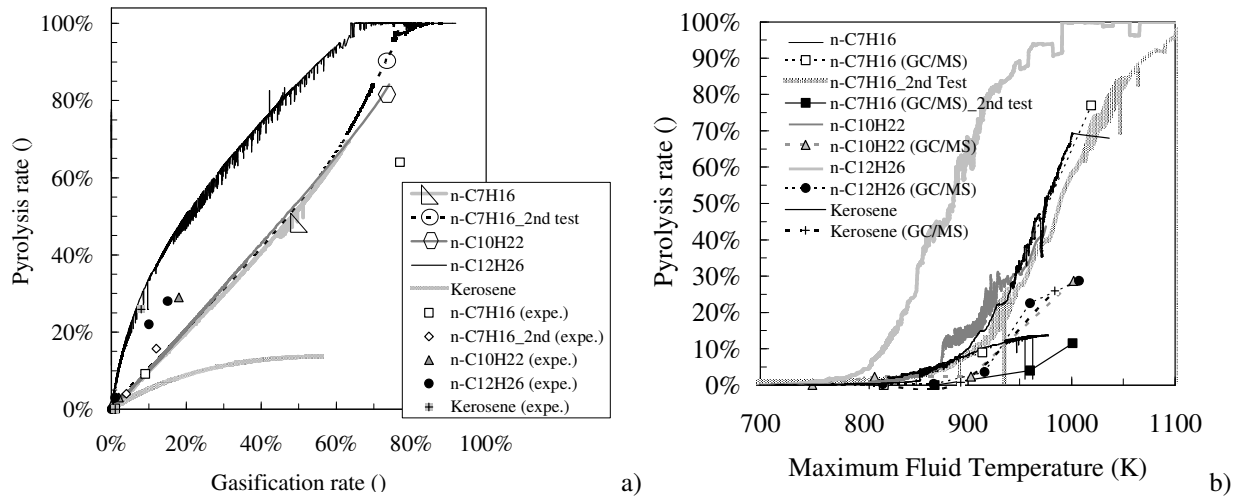 100%
80%
60%
40%
20%
0%
Pyrolysis rate ()
0%
20%
40%
60%
80%
100%
Gasification rate ()
n-C7H16
n-C7H16_2nd test
n-C10H22
n-C12H26
Kerosene
n-C7H16 (expe.)
n-C7H16_2nd (expe.)
n-C10H22 (expe.)
n-C12H26 (expe.)
Kerosene (expe.)
a)
100%
90%
80%
70%
60%
50%
40%
30%
20%
10%
0%
Pyrolysis rate ()
n-C7H16
n-C7H16 (GC/MS)
n-C7H16_2nd Test
n-C7H16 (GC/MS)_2nd test
n-C10H22
n-C10H22 (GC/MS)
n-C12H26
n-C12H26 (GC/MS)
Kerosene
Kerosene (GC/MS)
700
800
900
1000
1100
Maximum Fluid Temperature (K)
b)